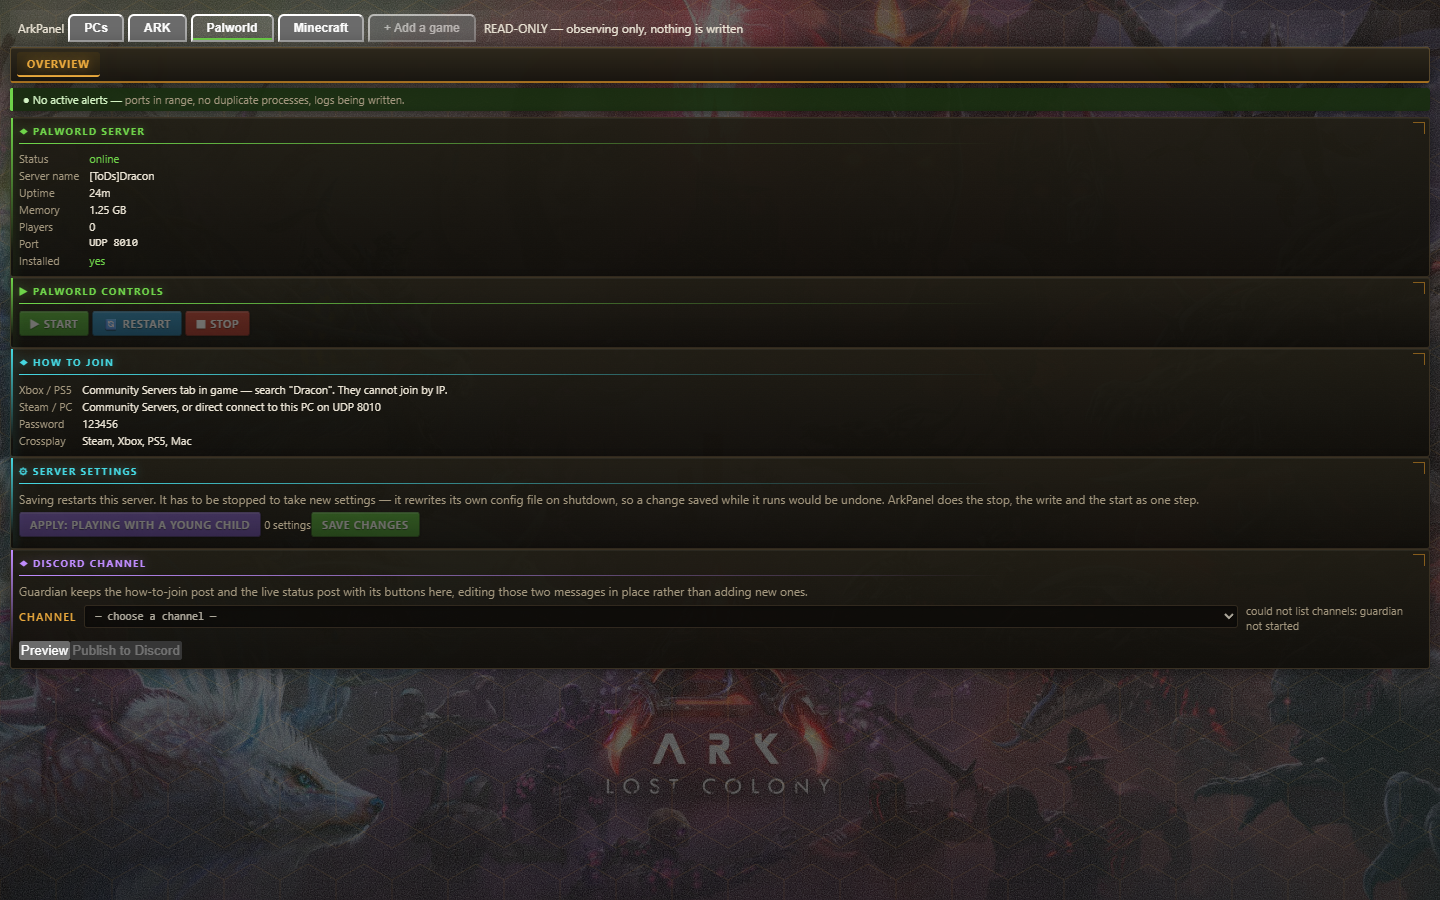 ArkPanel PCs ARK Palworld Minecraft + Add a game READ-ONLY — observing only, nothing is written
OVERVIEW
● No active alerts — ports in range, no duplicate processes, logs being written.
◆ PALWORLD SERVER
Status online
Server name [ToDs]Dracon
Uptime 24m
Memory 1.25 GB
Players 0
Port UDP 8010
Installed yes
▶ PALWORLD CONTROLS
▶ START RESTART ■ STOP
◆ HOW TO JOIN
Xbox / PS5 Community Servers tab in game — search "Dracon". They cannot join by IP.
Steam / PC Community Servers, or direct connect to this PC on UDP 8010
Password 123456
Crossplay Steam, Xbox, PS5, Mac
⚙ SERVER SETTINGS
Saving restarts this server. It has to be stopped to take new settings — it rewrites its own config file on shutdown, so a change saved while it runs would be undone. ArkPanel does the stop, the write and the start as one step.
APPLY: PLAYING WITH A YOUNG CHILD 0 settings SAVE CHANGES
◆ DISCORD CHANNEL
Guardian keeps the how-to-join post and the live status post with its buttons here, editing those two messages in place rather than adding new ones.
CHANNEL — choose a channel — could not list channels: guardian
not started
Preview Publish to Discord
ARK
LOST COLONY